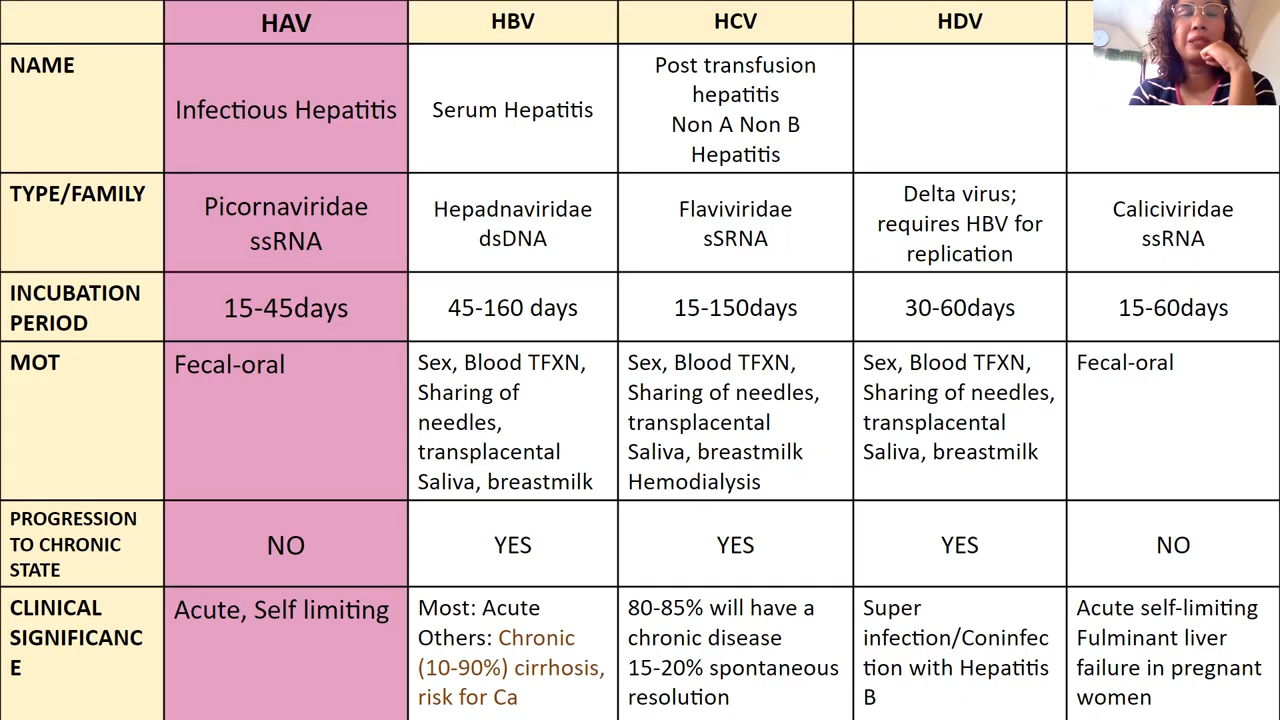 HAV
HBV
HCV
HDV
NAME
Infectious Hepatitis
Serum Hepatitis
Post transfusion
hepatitis
Non A Non B
Hepatitis
TYPE/FAMILY
Picornaviridae
ssRNA
Hepadnaviridae
dsDNA
Flaviviridae
sSRNA
Delta virus;
requires HBV for
replication
Caliciviridae
ssRNA
INCUBATION
PERIOD
15-45days
45-160 days
15-150days
30-60days
15-60days
MOT
Fecal-oral
Sex, Blood TFXN,
Sharing of
needles,
transplacental
Saliva, breastmilk
Sex, Blood TFXN,
Sharing of needles,
transplacental
Saliva, breastmilk
Hemodialysis
Sex, Blood TFXN,
Sharing of needles,
transplacental
Saliva, breastmilk
Fecal-oral
PROGRESSION
TO CHRONIC
STATE
NO
YES
YES
YES
NO
CLINICAL
SIGNIFICANC
E
Acute, Self limiting
Most: Acute
Others: Chronic
(10-90%) cirrhosis,
risk for Ca
80-85% will have a
chronic disease
15-20% spontaneous
resolution
Super
infection/Coninfec
tion with Hepatitis
B
Acute self-limiting
Fulminant liver
failure in pregnant
women